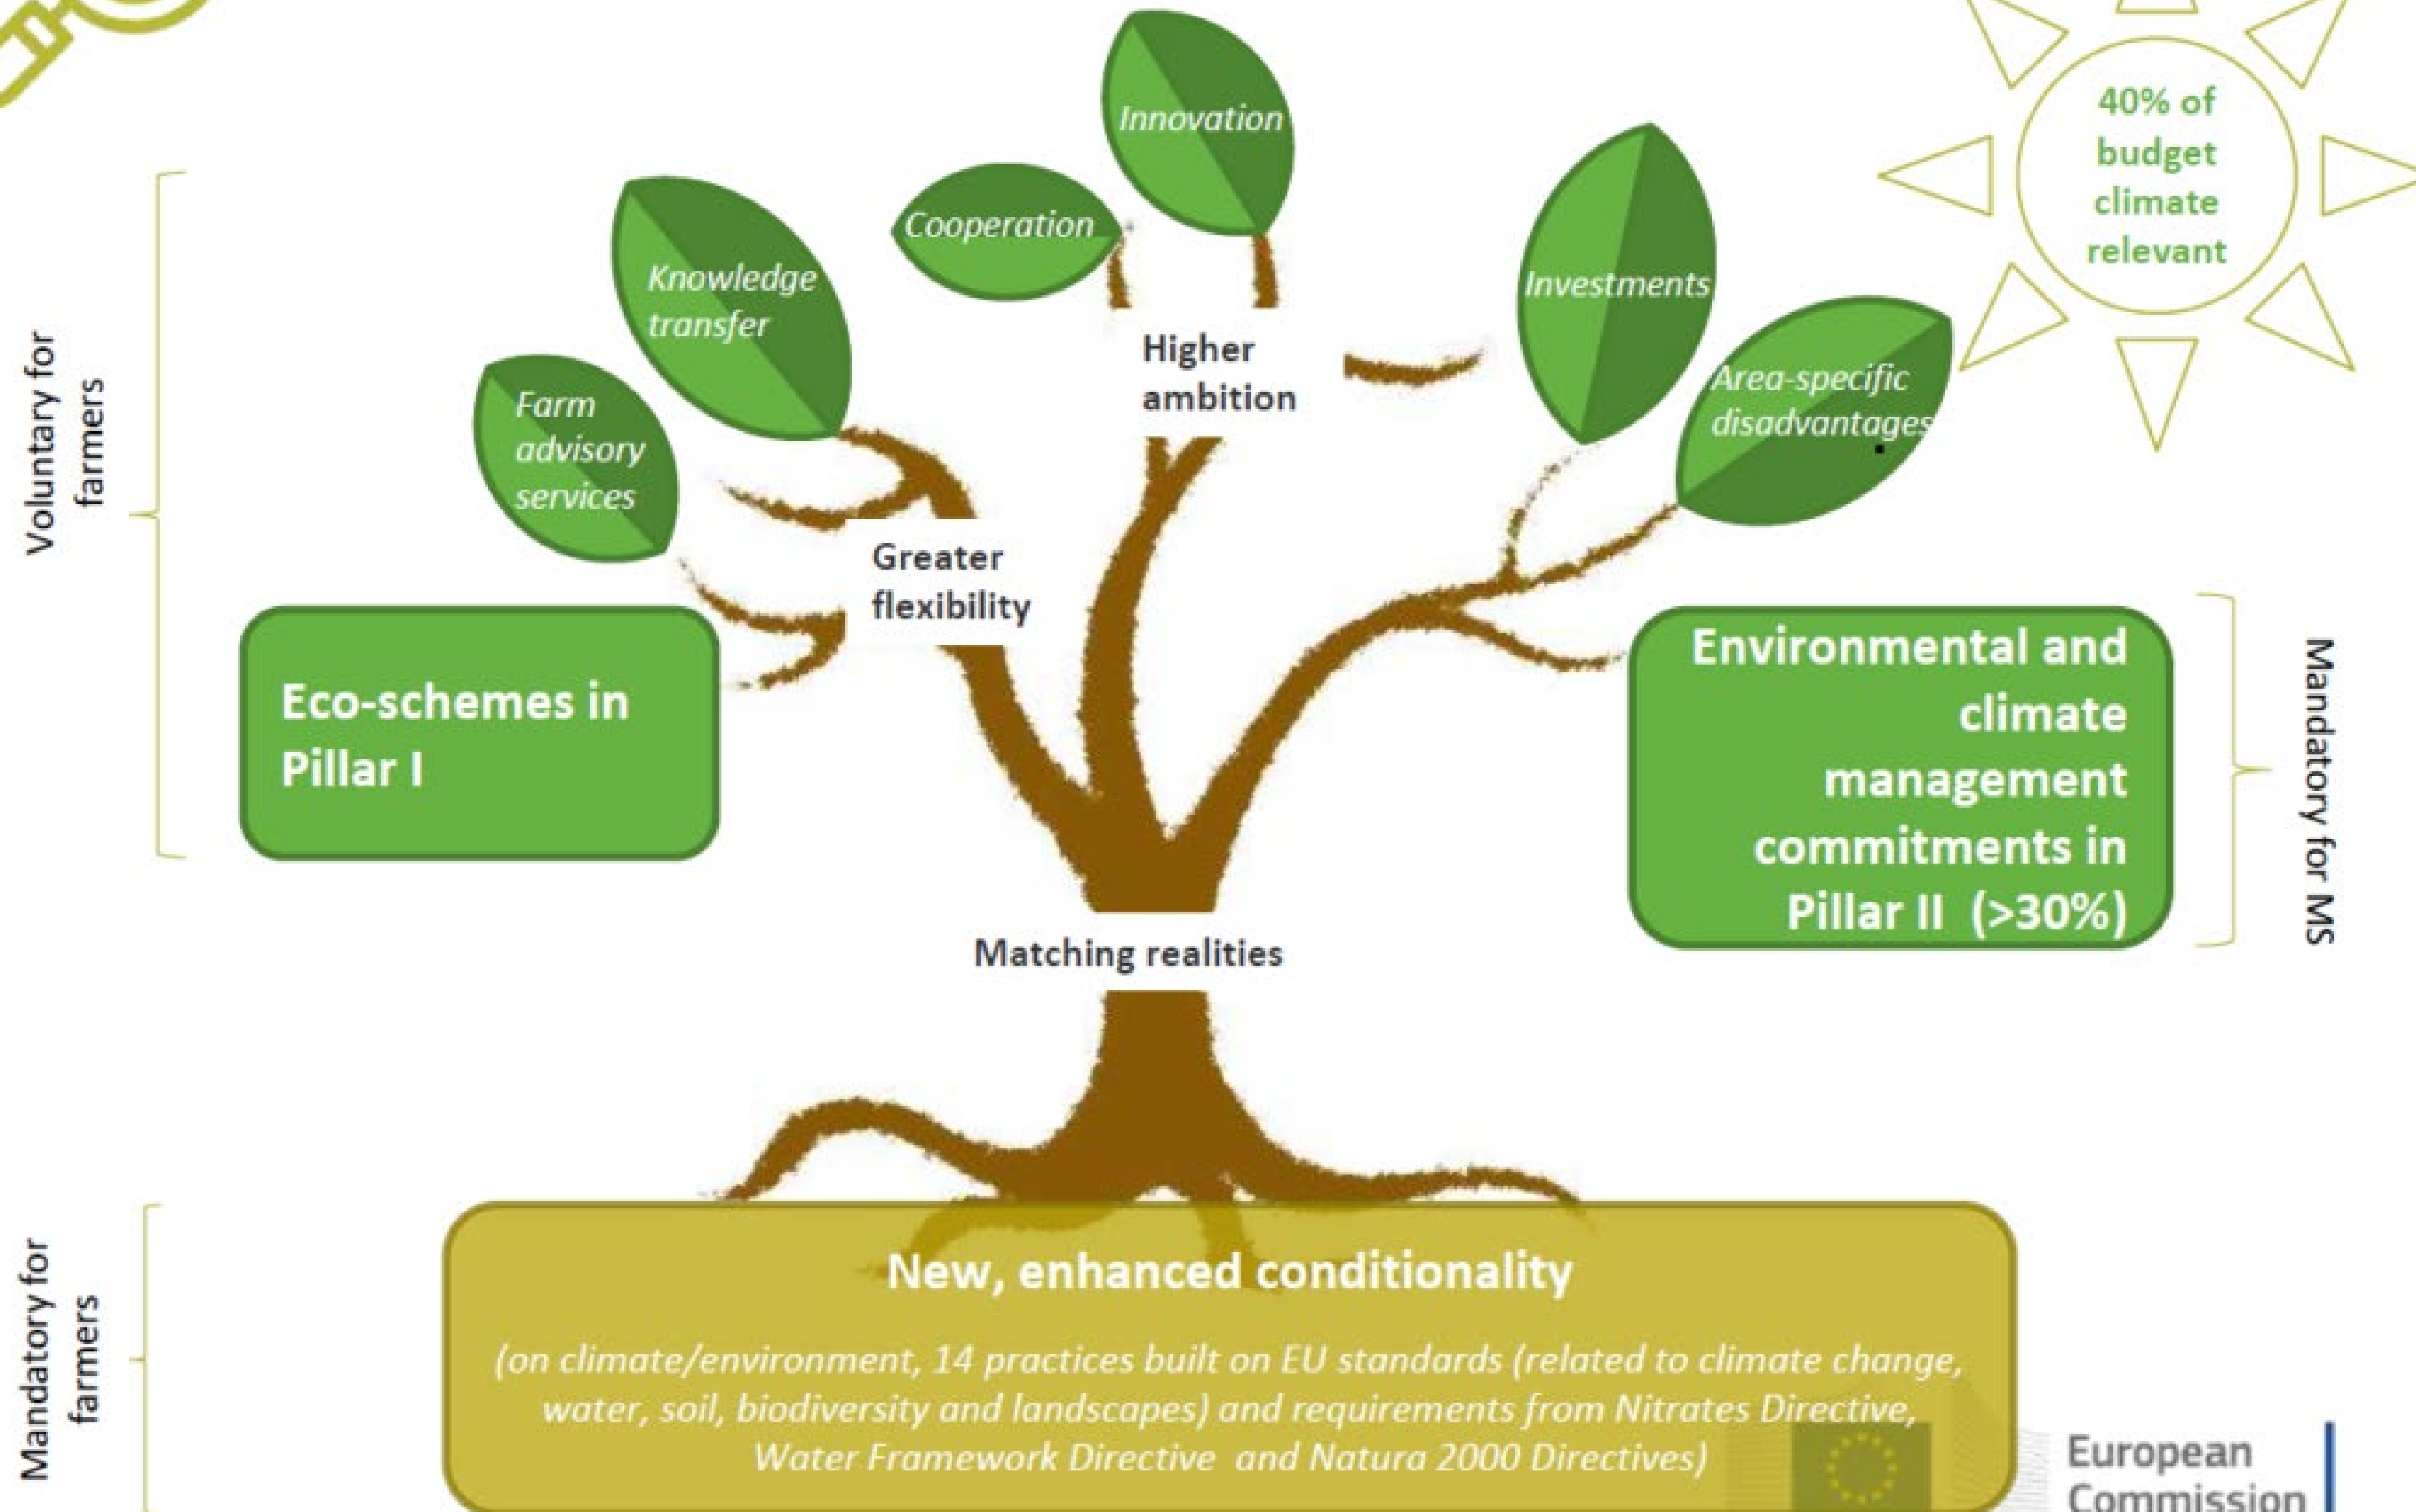 Innovation
Cooperation
Knowledge
transfer
Farm
advisory
services
Investments
Area-specific
disadvantages
40% of
budget
climate
relevant
Higher
ambition
Greater
flexibility
Voluntary for
farmers
Eco-schemes in
Pillar I
Environmental and
climate
management
commitments in
Pillar II (>30%)
Mandatory for MS
Matching realities
Mandatory for
farmers
New, enhanced conditionality
(on climate/environment, 14 practices built on EU standards (related to climate change,
water, soil, biodiversity and landscapes) and requirements from Nitrates Directive,
Water Framework Directive and Natura 2000 Directives)
European
Commission